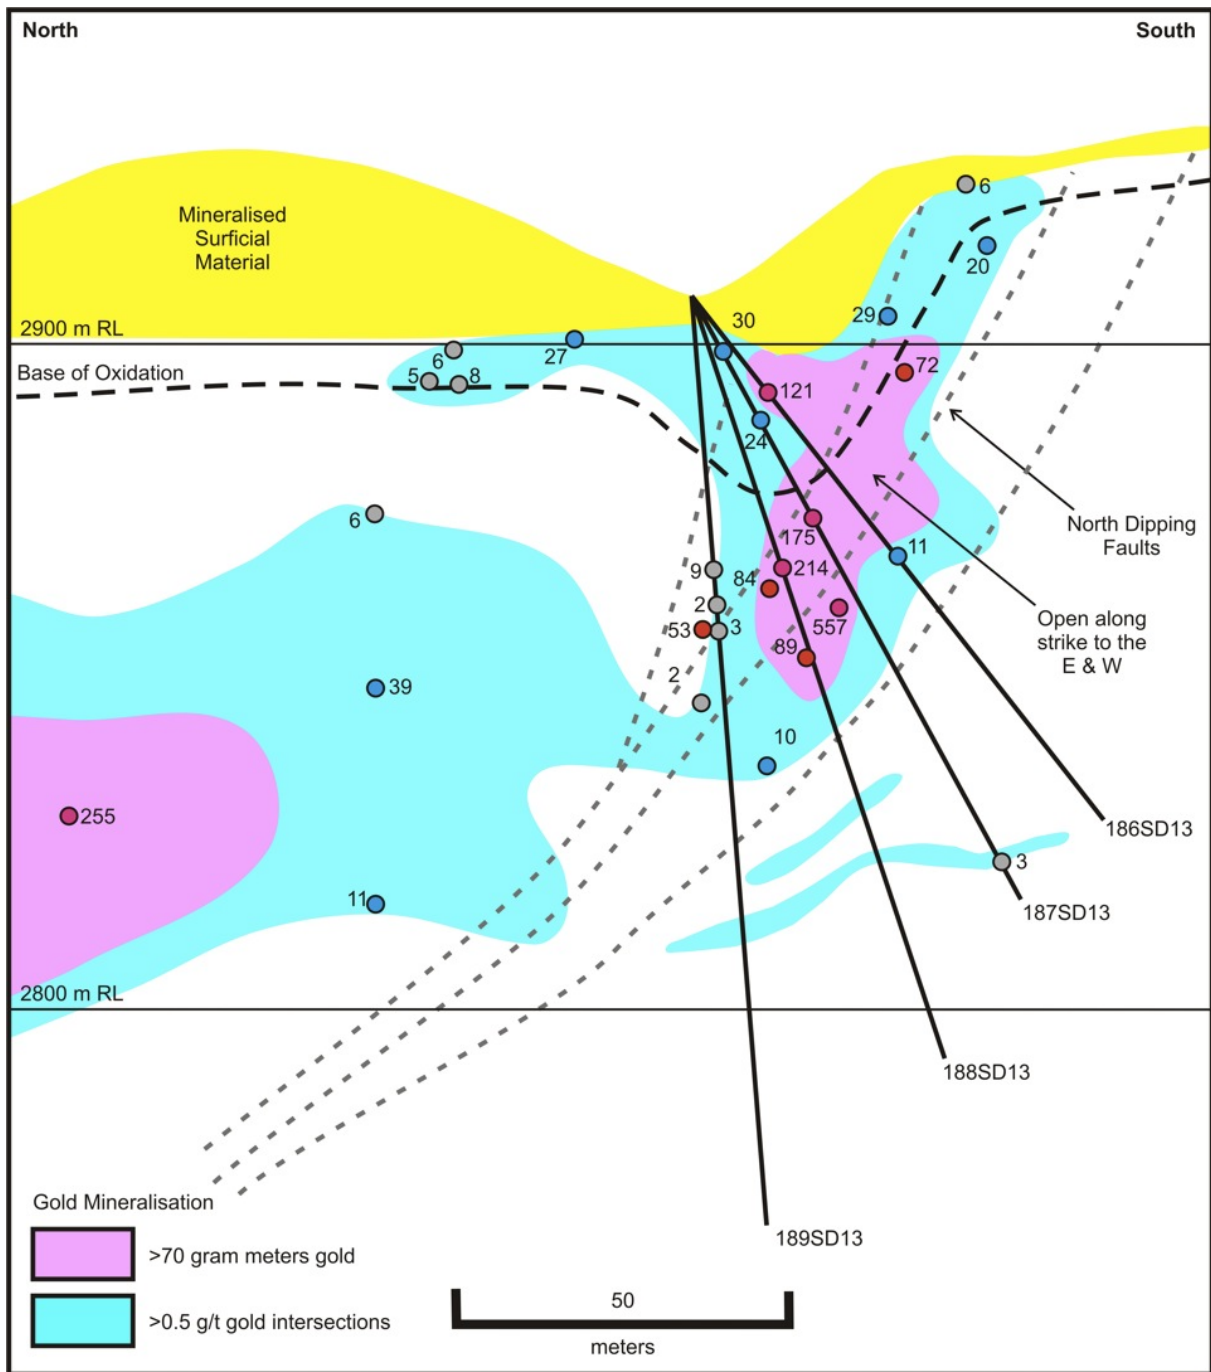 North
South
6
Mineralised
Surficial
Material
20
30
29
2900 m RL
6
27
Base of Oxidation
5
8
72
121
24
6
175
North Dipping
Faults
11
9
84
214
2
557
Open along
strike to the
E & W
53
3
89
2
39
10
255
186SD13
3
11
187SD13
2800 m RL
188SD13
Gold Mineralisation
189SD13
>70 gram meters gold
50
>0.5 g/t gold intersections
meters